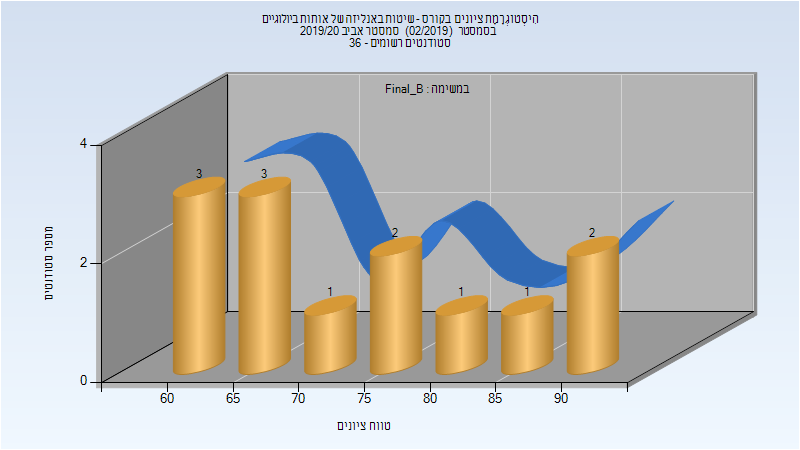 הִיסְטוגְרָמַת ציונים בקורס - שיטות באנליזה של אותות ביולוגיים
בסמסטר (02/2019) סמסטר אביב 2019/20
סטודנטים רשומים - 36
במשימה : Final_B
4
2
0
מספר סטודנטים
3
3
1
2
1
1
2
60
65
70
75
80
85
90
טווח ציונים